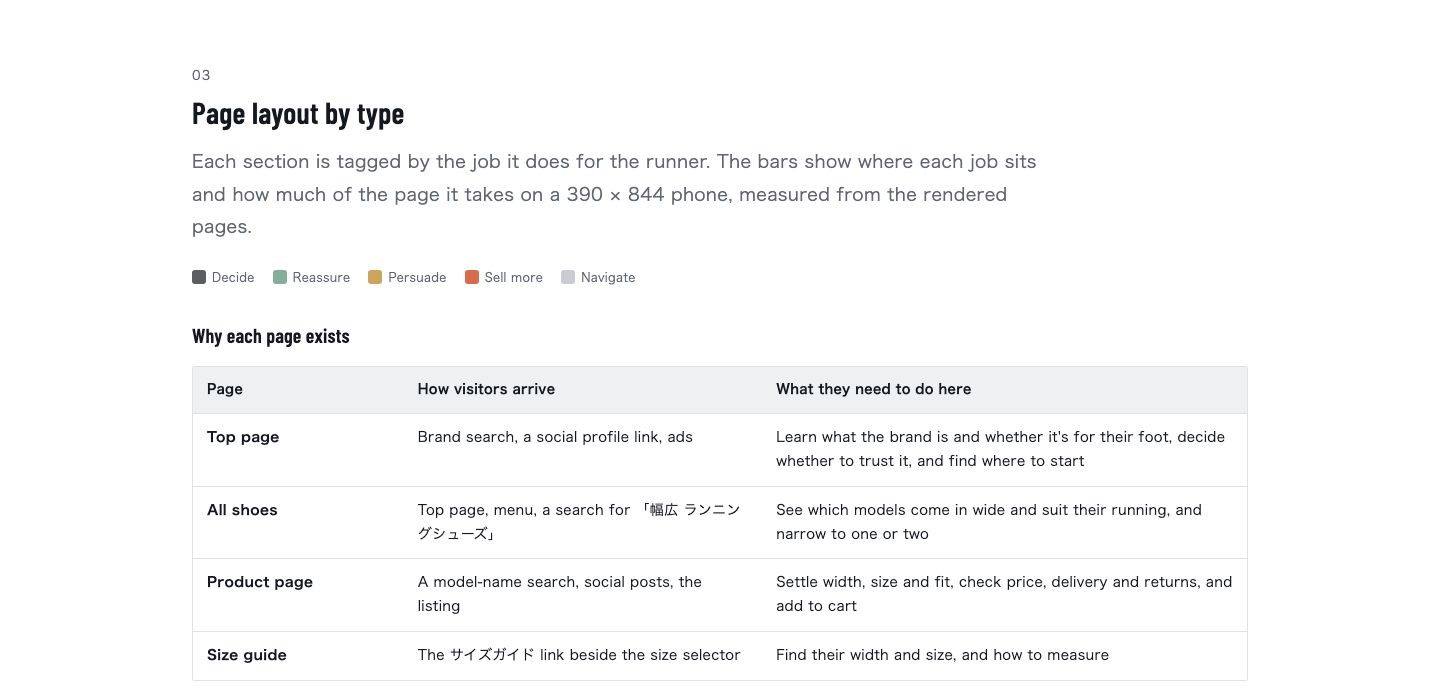 03
Page layout by type
Each section is tagged by the job it does for the runner. The bars show where each job sits
and how much of the page it takes on a 390 × 844 phone, measured from the rendered
pages.
Decide Reassure Persuade Sell more Navigate
Why each page exists
Page How visitors arrive What they need to do here
Top page Brand search, a social profile link, ads Learn what the brand is and whether it's for their foot, decide
whether to trust it, and find where to start
All shoes Top page, menu, a search for 「幅広 ランニン See which models come in wide and suit their running, and
グシューズ」 narrow to one or two
Product page A model-name search, social posts, the Settle width, size and fit, check price, delivery and returns, and
listing add to cart
Size guide The サイズガイド link beside the size selector Find their width and size, and how to measure